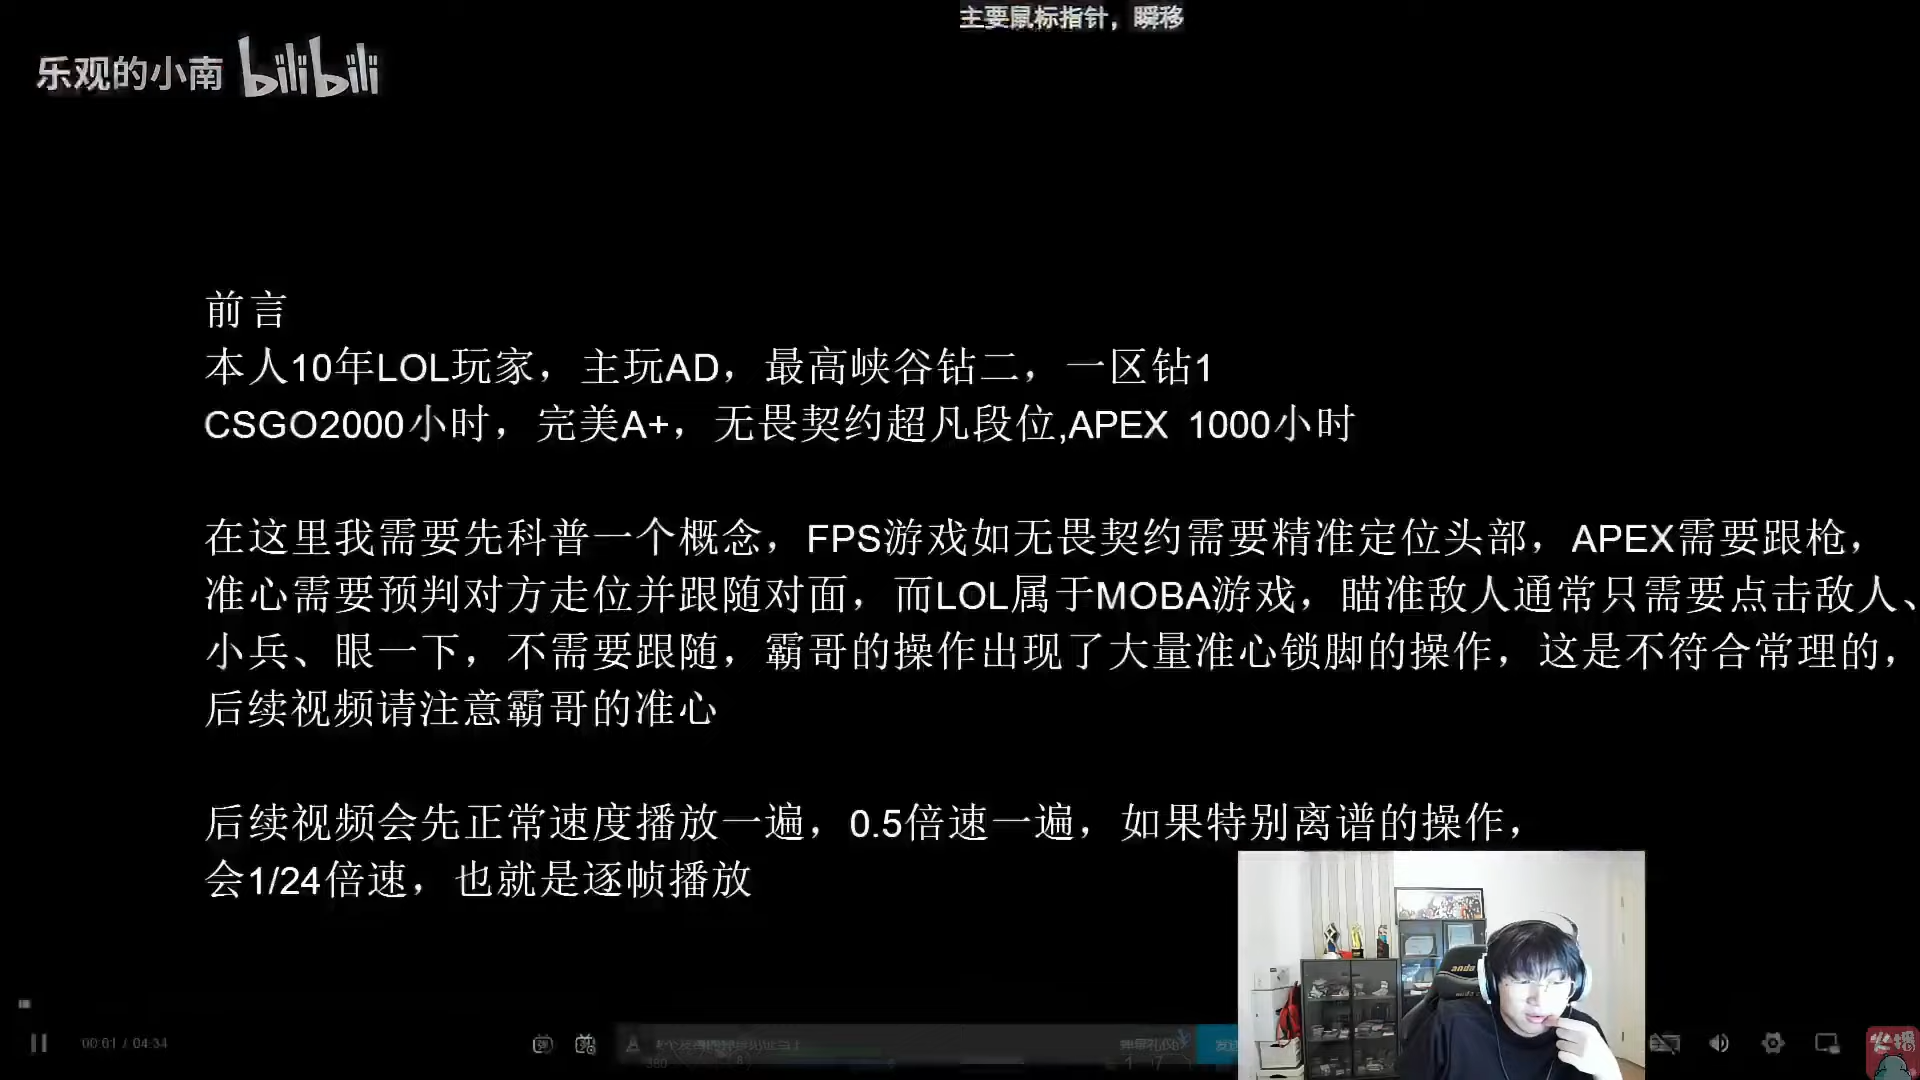 主要鼠标指针，瞬移
乐观的小南 bilibili
前言
本人10年LOL玩家，主玩AD，最高峡谷钻二，一区钻1
CSGO2000小时，完美A+，无畏契约超凡段位,APEX 1000小时
在这里我需要先科普一个概念，FPS游戏如无畏契约需要精准定位头部，APEX需要跟枪，
准心需要预判对方走位并跟随对面，而LOL属于MOBA游戏，瞄准敌人通常只需要点击敌人、
小兵、眼一下，不需要跟随，霸哥的操作出现了大量准心锁脚的操作，这是不符合常理的，
后续视频请注意霸哥的准心
后续视频会先正常速度播放一遍，0.5倍速一遍，如果特别离谱的操作，
会1/24倍速，也就是逐帧播放
00:01 / 04:34